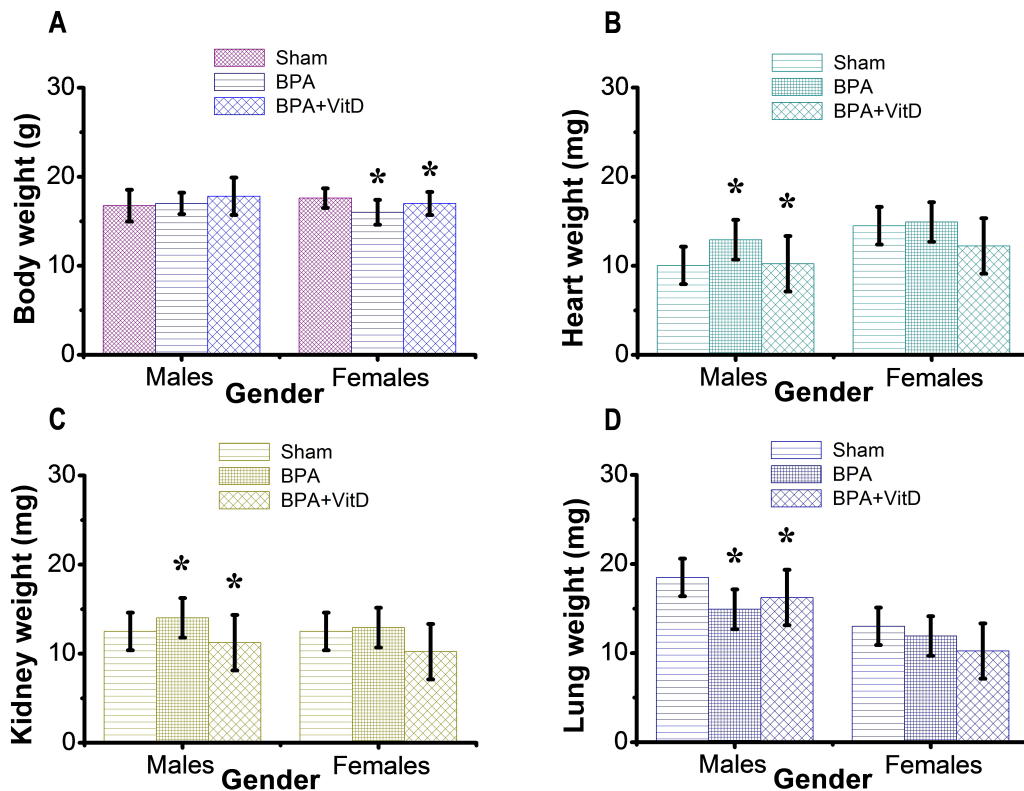 A
Sham
BPA
BPA+VitD
30
20
10
0
Body weight (g)
* *
Males Females
Gender
B
Sham
BPA
BPA+VitD
30
20
10
0
Heart weight (mg)
* *
Males Females
Gender
C
Sham
BPA
BPA+VitD
30
20
10
0
Kidney weight (mg)
* *
Males Females
Gender
D
Sham
BPA
BPA+VitD
30
20
10
0
Lung weight (mg)
* *
Males Females
Gender